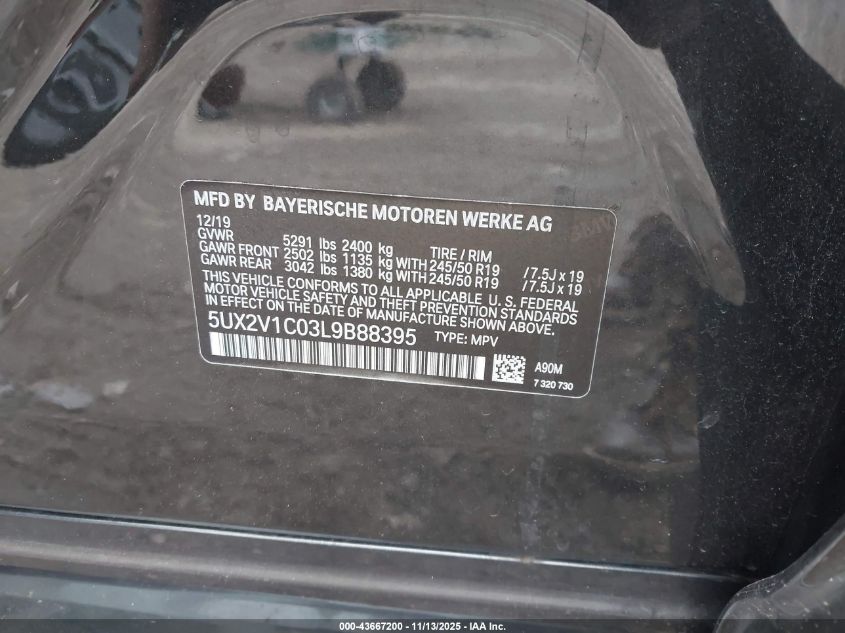 MFD BY BAYERISCHE MOTOREN WERKE AG
12/19
GVWR 5291 lbs 2400 kg TIRE / RIM
GAWR FRONT 2502 lbs 1135 kg WITH 245/50 R19 / 7.5J x 19
GAWR REAR 3042 lbs 1380 kg WITH 245/50 R19 / 7.5J x 19
THIS VEHICLE CONFORMS TO ALL APPLICABLE U. S. FEDERAL
MOTOR VEHICLE SAFETY AND THEFT PREVENTION STANDARDS
IN EFFECT ON THE DATE OF MANUFACTURE SHOWN ABOVE.
5UX2V1C03L9B88395 TYPE: MPV
A90M
7 320 730
000-43667200 - 11/13/2025 - IAA Inc.